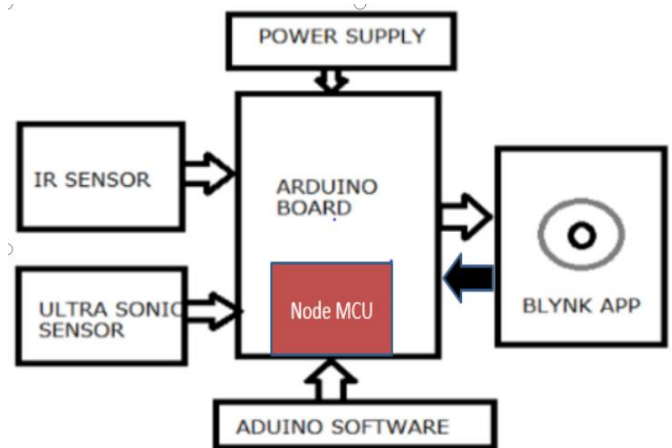 POWER SUPPLY
IR SENSOR
ARDUINO
BOARD
ULTRA SONIC
SENSOR
Node MCU
BLYNK APP
ADUINO SOFTWARE